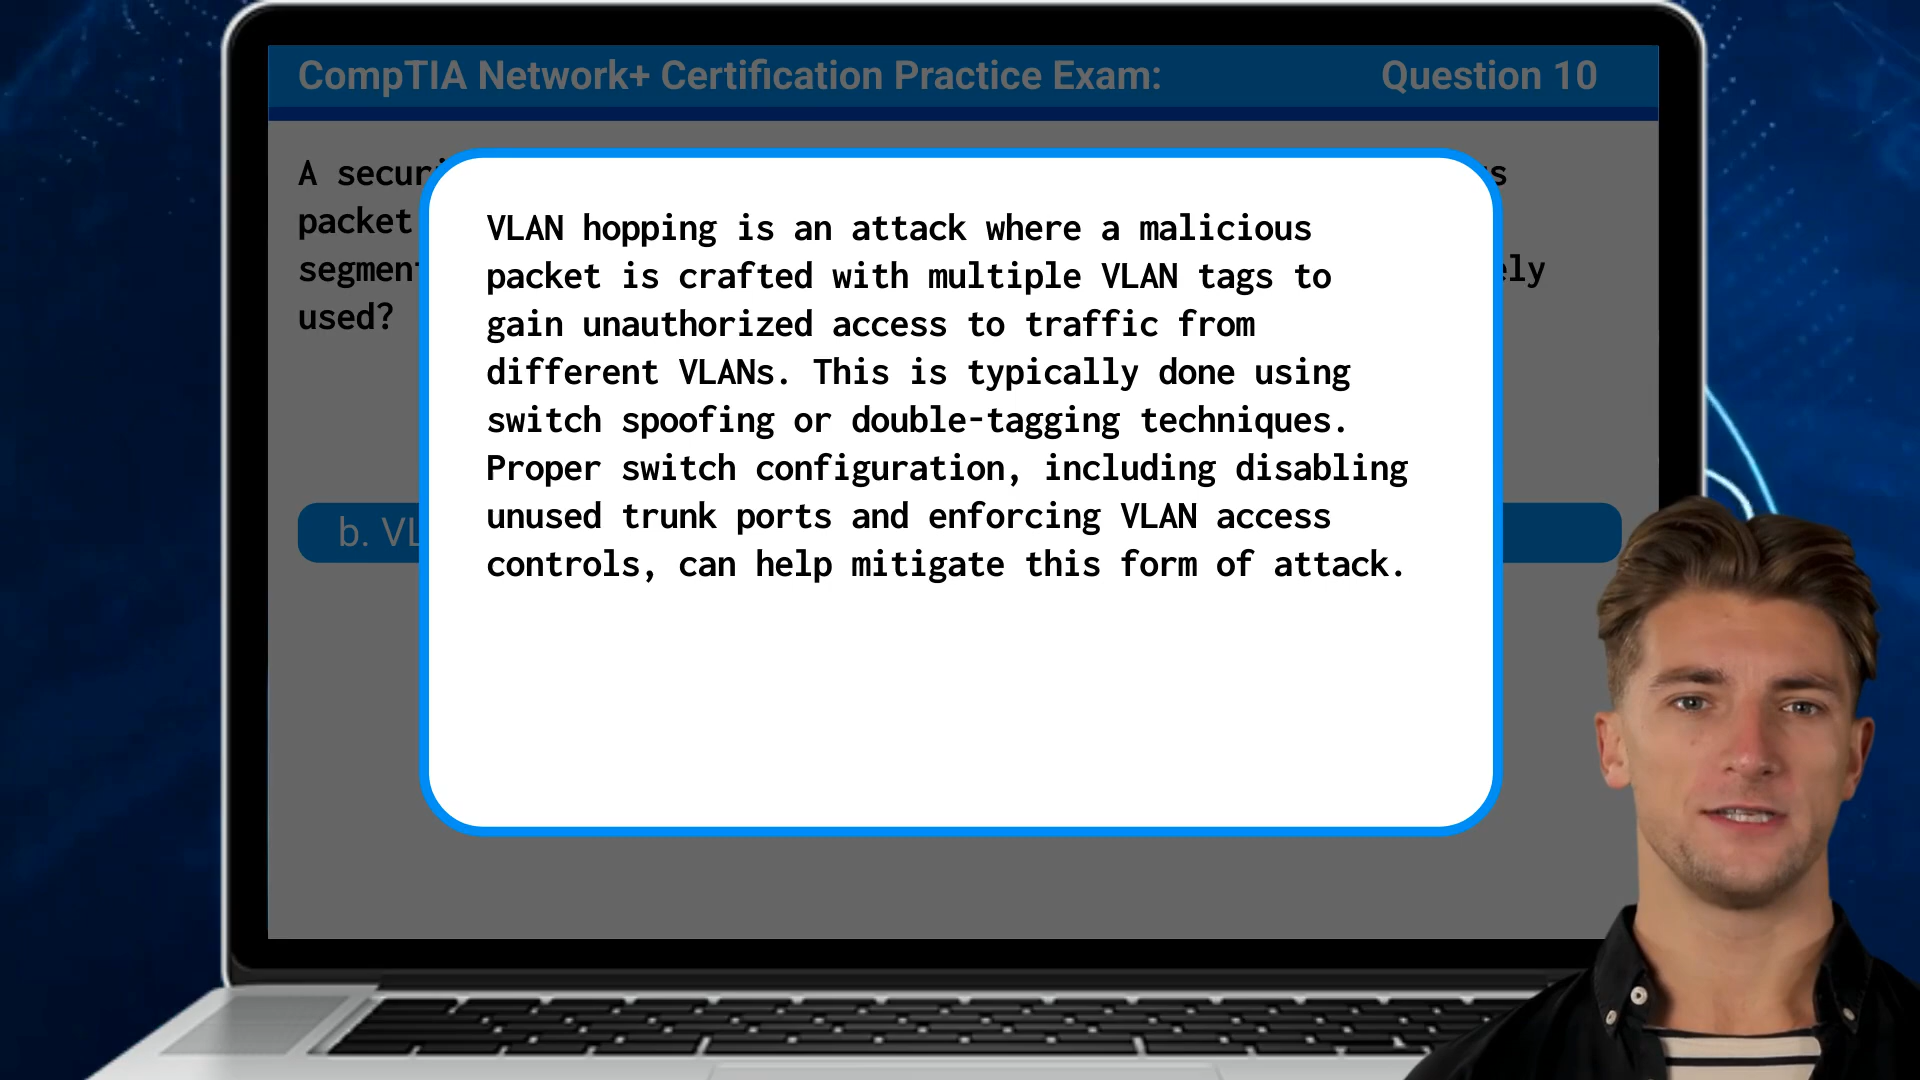 CompTIA Network+ Certification Practice Exam: Question 10
A
packet
used?
VLAN hopping is an attack where a malicious
packet is crafted with multiple VLAN tags to
gain unauthorized access to traffic from
different VLANs. This is typically done using
switch spoofing or double-tagging techniques.
Proper switch configuration, including disabling
unused trunk ports and enforcing VLAN access
controls, can help mitigate this form of attack.
b.